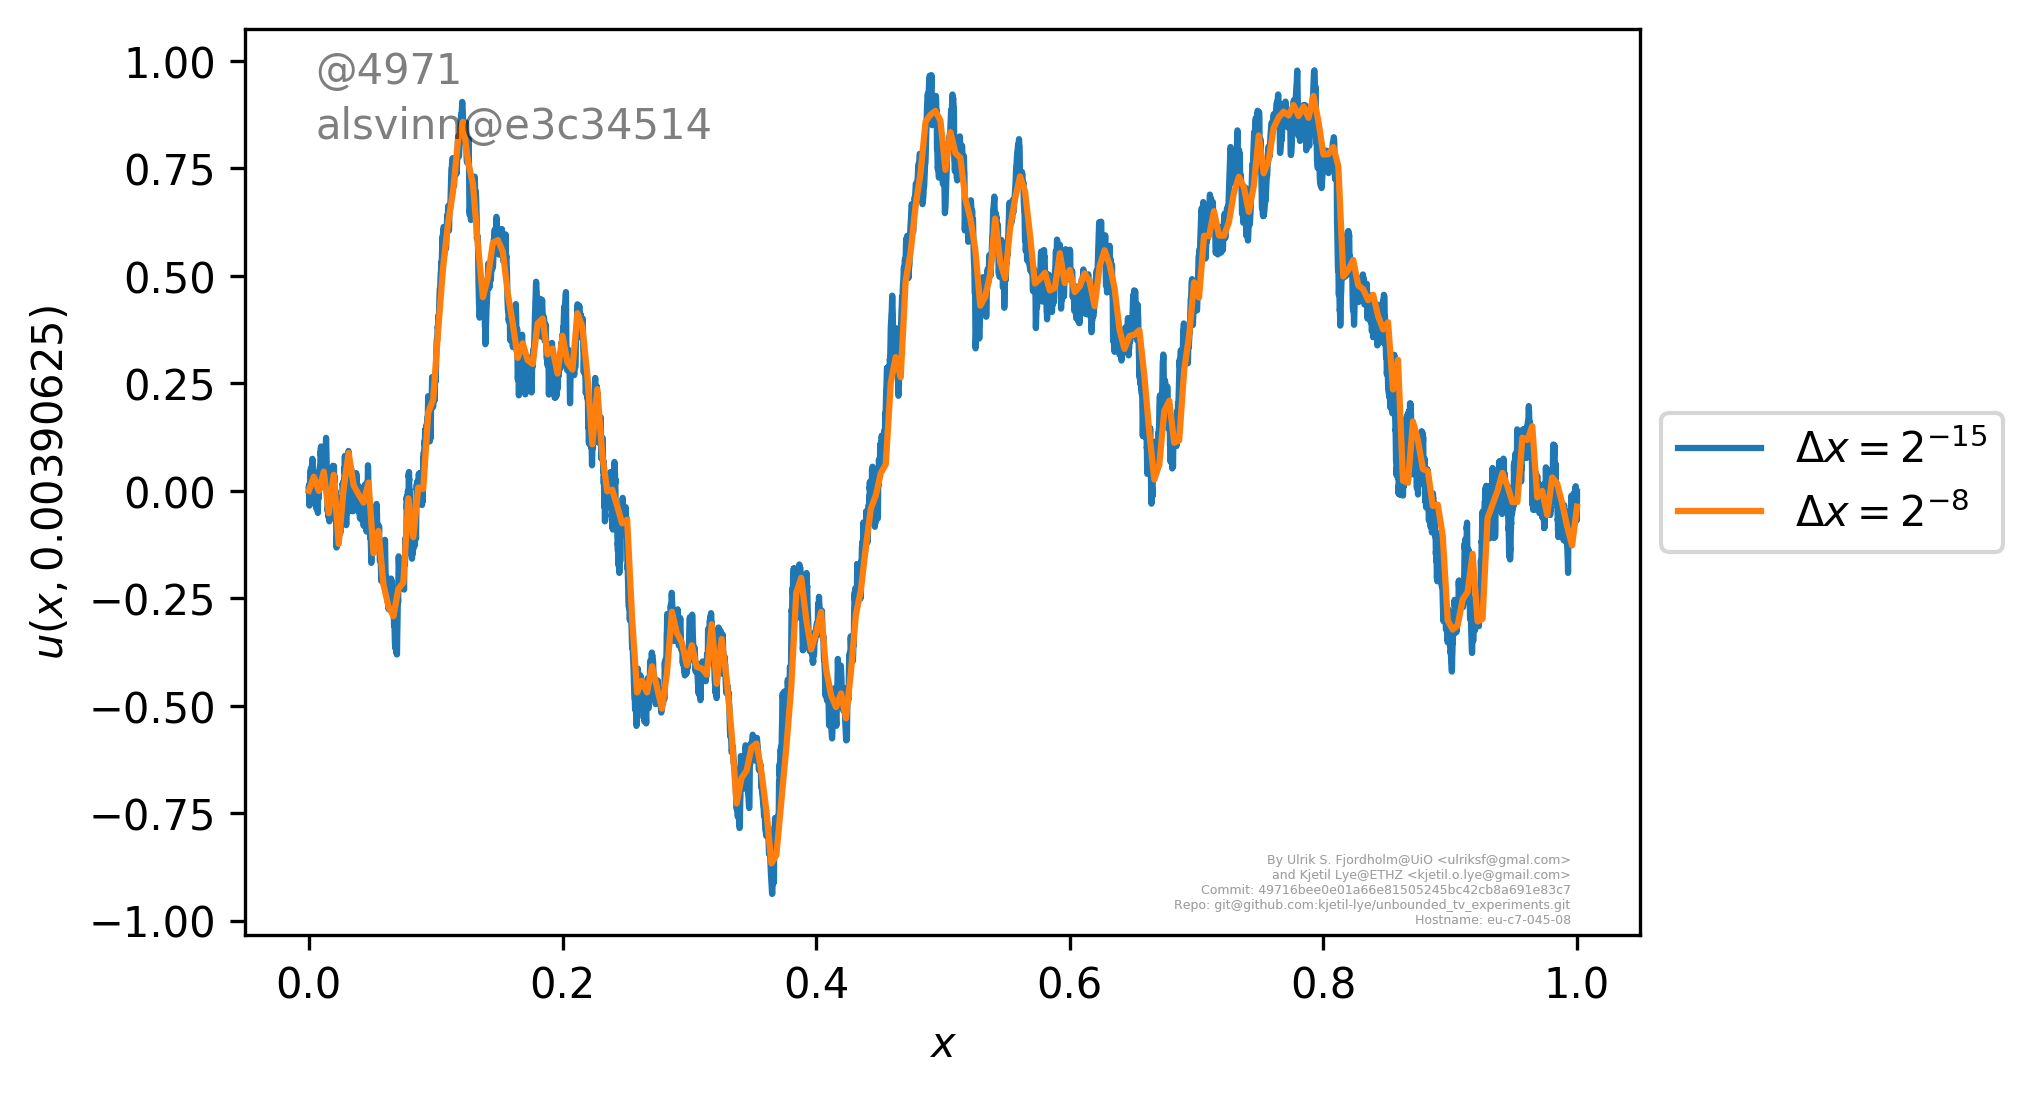 1.00
0.75
0.50
0.25
0.00
−0.25
−0.50
−0.75
−1.00
u(x, 0.00390625)
@4971
alsvinn@e3c34514
Δx = 2⁻¹⁵
Δx = 2⁻⁸
By Ulrik S. Fjordholm@UiO <ulriksf@gmal.com>
and Kjetil Lye@ETHZ <kjetil.o.lye@gmail.com>
Commit: 49716bee0e01a66e81505245bc42cb8a691e83c7
Repo: git@github.com:kjetil-lye/unbounded_tv_experiments.git
Hostname: eu-c7-045-08
0.0 0.2 0.4 0.6 0.8 1.0
x